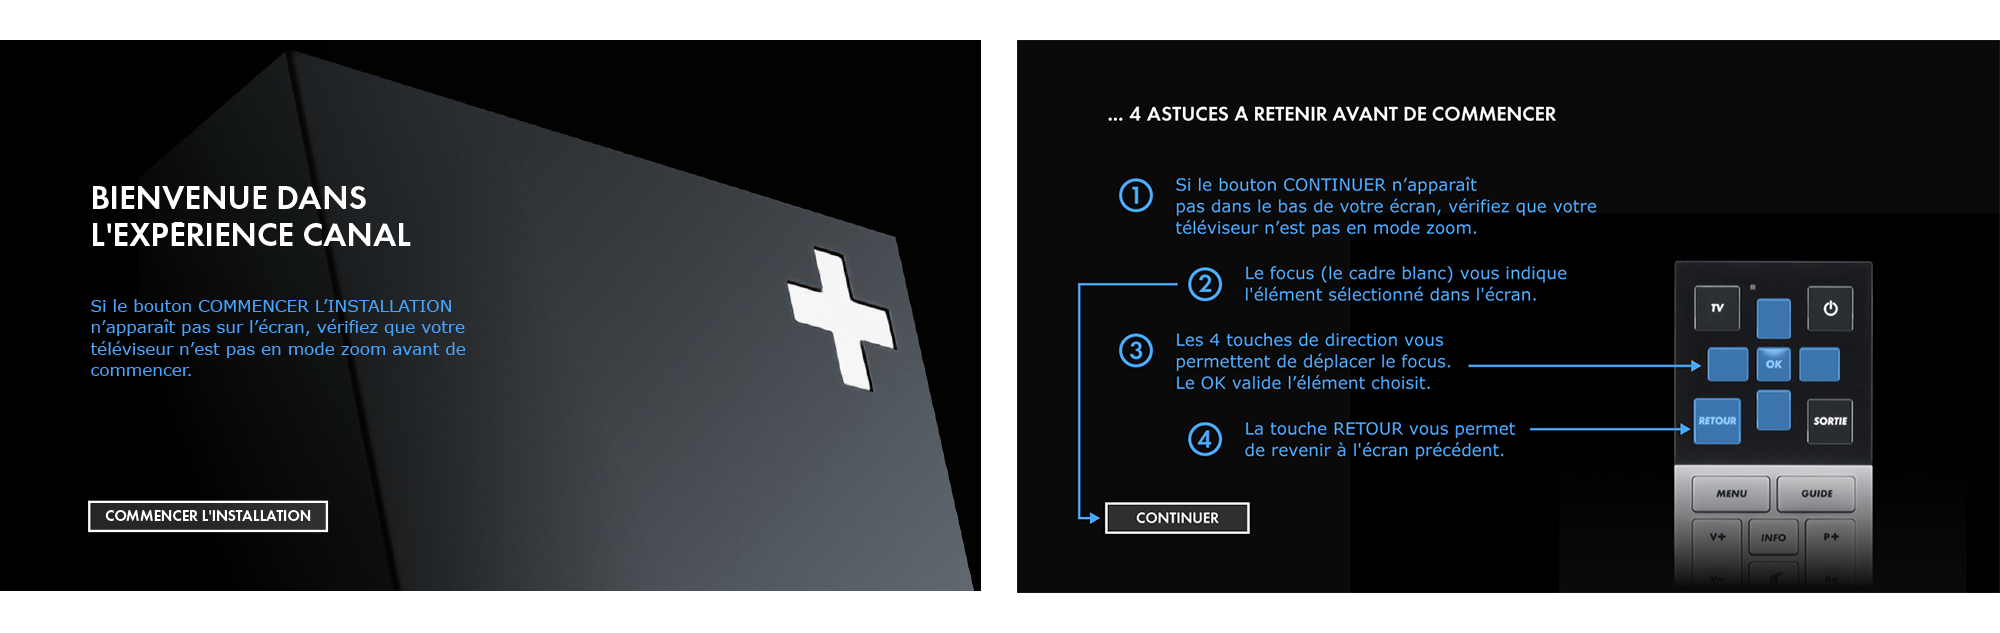 BIENVENUE DANS
L'EXPÉRIENCE CANAL
Si le bouton COMMENCER L’INSTALLATION
n’apparaît pas sur l’écran, vérifiez que votre
téléviseur n’est pas en mode zoom avant de
commencer.
COMMENCER L'INSTALLATION
... 4 ASTUCES A RETENIR AVANT DE COMMENCER
1
Si le bouton CONTINUER n’apparaît
pas dans le bas de votre écran, vérifiez que votre
téléviseur n’est pas en mode zoom.
2
Le focus (le cadre blanc) vous indique
l'élément sélectionné dans l'écran.
3
Les 4 touches de direction vous
permettent de déplacer le focus.
Le OK valide l’élément choisit.
4
La touche RETOUR vous permet
de revenir à l'écran précédent.
CONTINUER
TV
OK
RETOUR
SORTIE
MENU
GUIDE
V+
INFO
P+
V−
P−